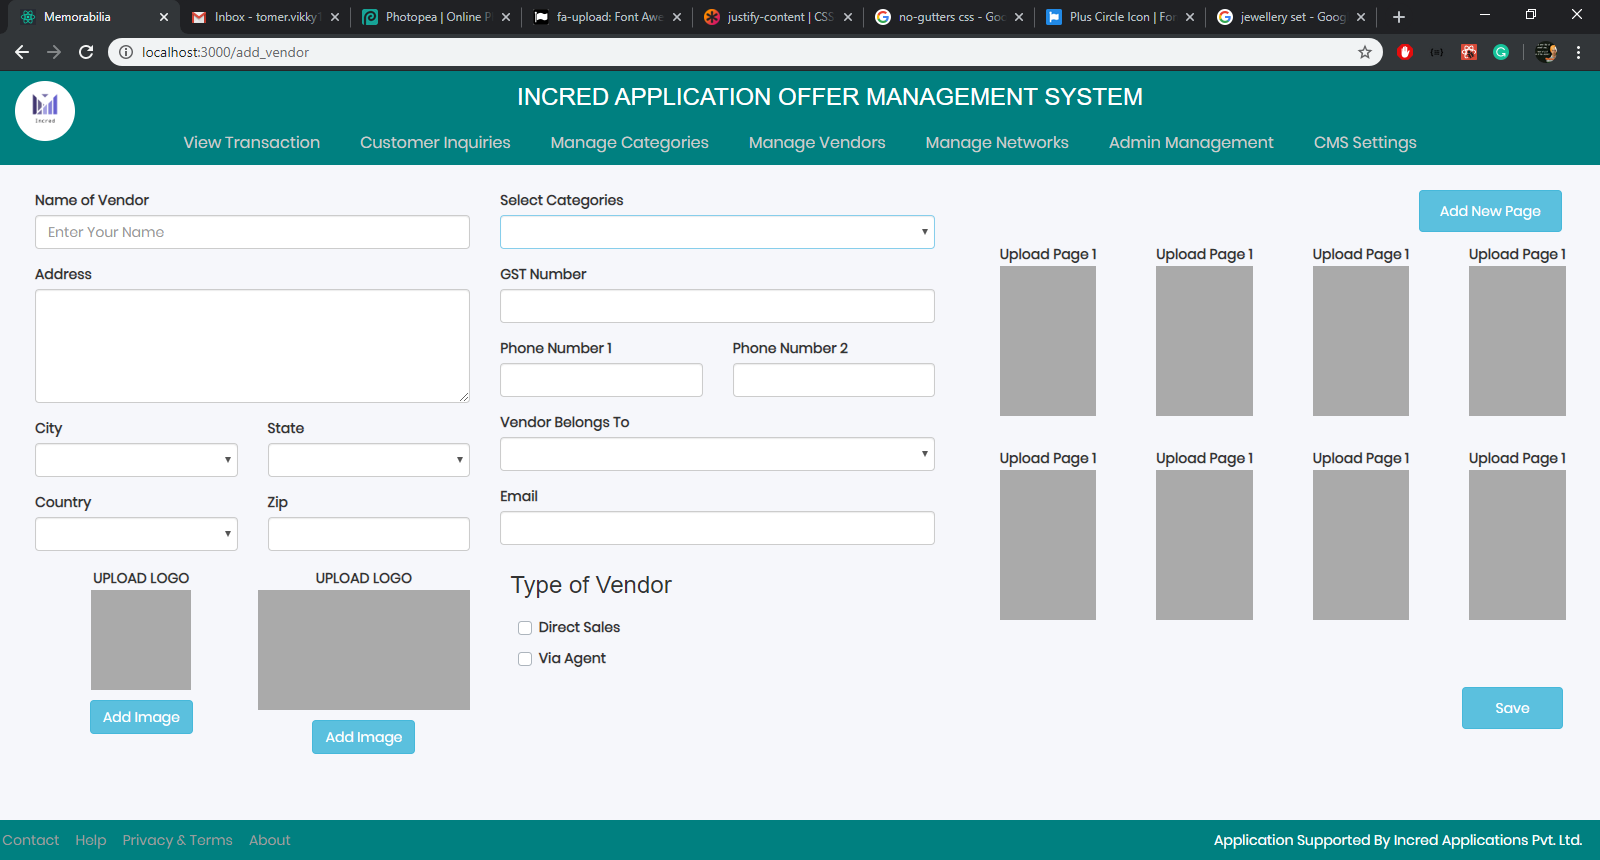 Memorabilia
Inbox - tomer.vikky1
Photopea | Online P
fa-upload: Font Awe
justify-content | CSS
no-gutters css - Goo
Plus Circle Icon | Fon
jewellery set - Goog
localhost:3000/add_vendor
Incred
INCRED APPLICATION OFFER MANAGEMENT SYSTEM
View Transaction Customer Inquiries Manage Categories Manage Vendors Manage Networks Admin Management CMS Settings
Name of Vendor
Enter Your Name
Address
City State
Country Zip
UPLOAD LOGO UPLOAD LOGO
Add Image
Add Image
Select Categories
GST Number
Phone Number 1 Phone Number 2
Vendor Belongs To
Email
Type of Vendor
Direct Sales
Via Agent
Add New Page
Upload Page 1 Upload Page 1 Upload Page 1 Upload Page 1
Upload Page 1 Upload Page 1 Upload Page 1 Upload Page 1
Save
Contact Help Privacy & Terms About
Application Supported By Incred Applications Pvt. Ltd.